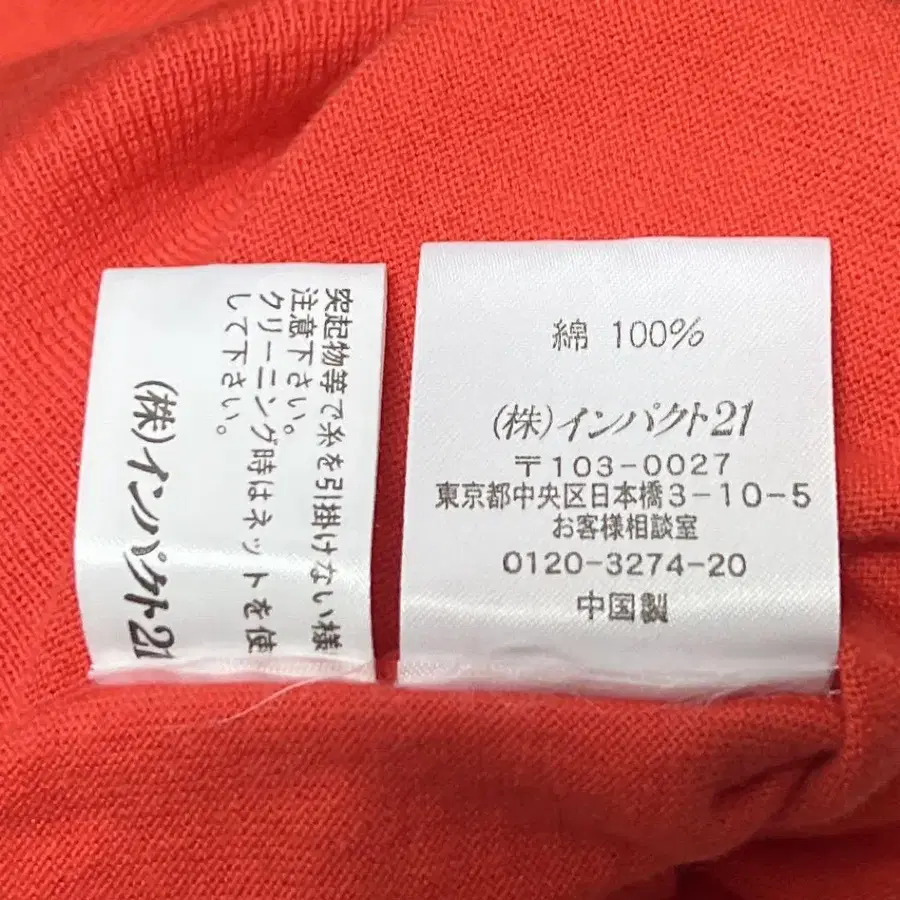 突起物等で糸を引掛けない様
注意下さい。
クリーニング時はネットを使
して下さい。
(株)インパクト21
綿 100%
(株)インパクト21
〒103-0027
東京都中央区日本橋3-10-5
お客様相談室
0120-3274-20
中国製